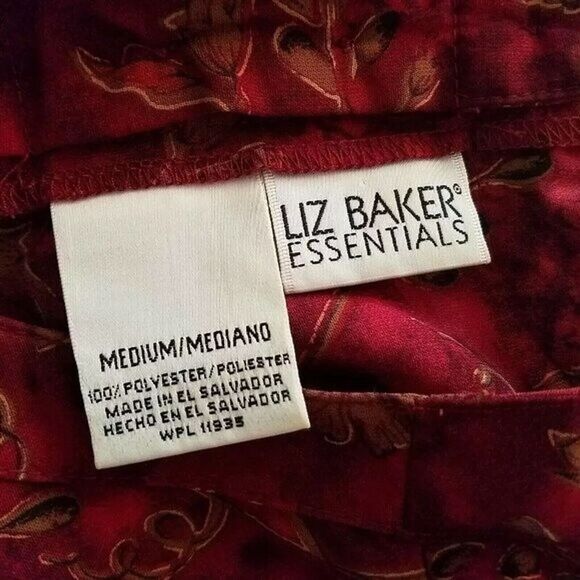 LIZ BAKER®
ESSENTIALS
MEDIUM/MEDIANO
100% POLYESTER/POLIESTER
MADE IN EL SALVADOR
HECHO EN EL SALVADOR
WPL 11935